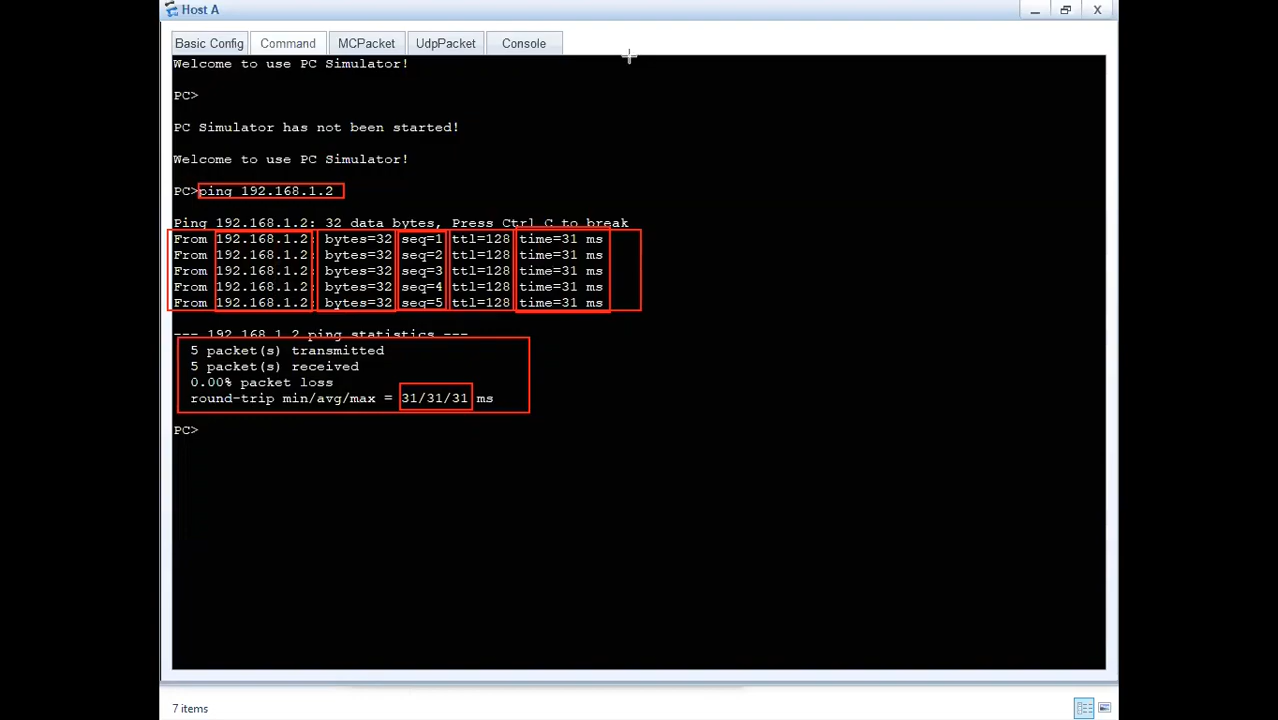 Host A
Basic Config Command MCPacket UdpPacket Console
Welcome to use PC Simulator!
PC>
PC Simulator has not been started!
Welcome to use PC Simulator!
PC>ping 192.168.1.2
Ping 192.168.1.2: 32 data bytes, Press Ctrl_C to break
From 192.168.1.2: bytes=32 seq=1 ttl=128 time=31 ms
From 192.168.1.2: bytes=32 seq=2 ttl=128 time=31 ms
From 192.168.1.2: bytes=32 seq=3 ttl=128 time=31 ms
From 192.168.1.2: bytes=32 seq=4 ttl=128 time=31 ms
From 192.168.1.2: bytes=32 seq=5 ttl=128 time=31 ms
--- 192.168.1.2 ping statistics ---
5 packet(s) transmitted
5 packet(s) received
0.00% packet loss
round-trip min/avg/max = 31/31/31 ms
PC>
7 items